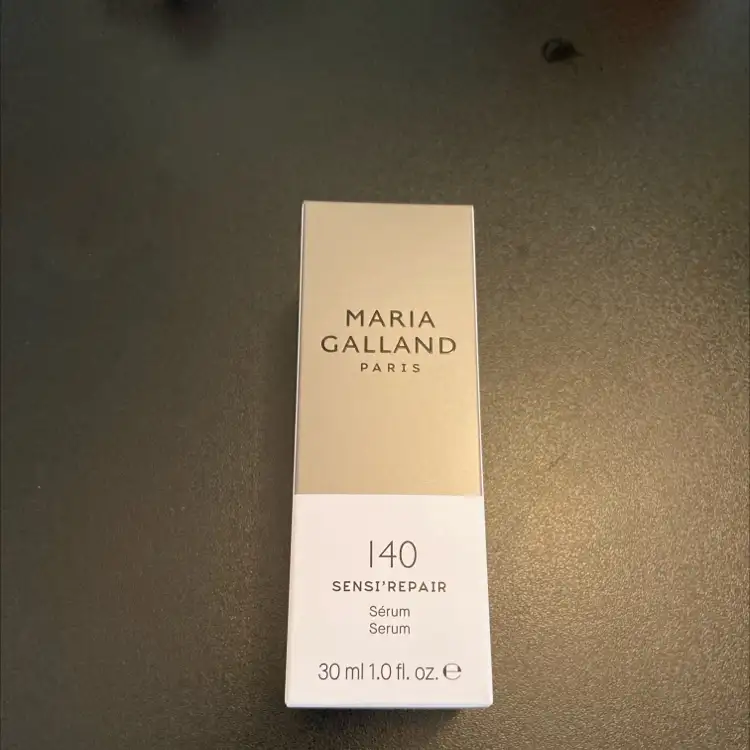 MARIA
GALLAND
PARIS
140
SENSI'REPAIR
Sérum
Serum
30 ml 1.0 fl. oz. ℮